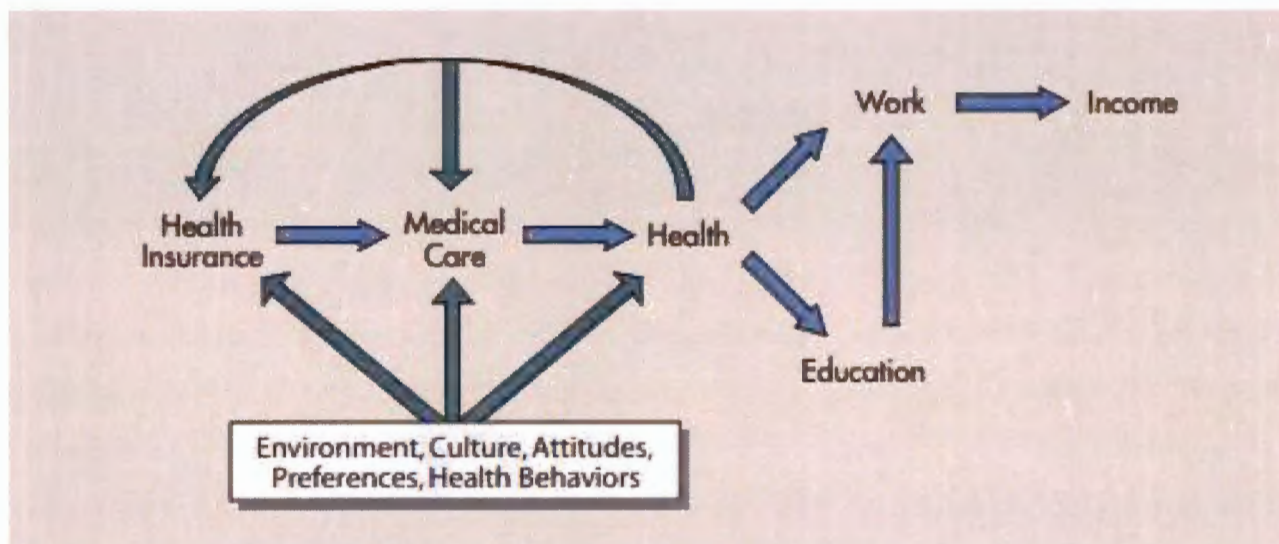 Work
Income
Health
Insurance
Medical
Care
Health
Education
Environment, Culture, Attitudes,
Preferences, Health Behaviors